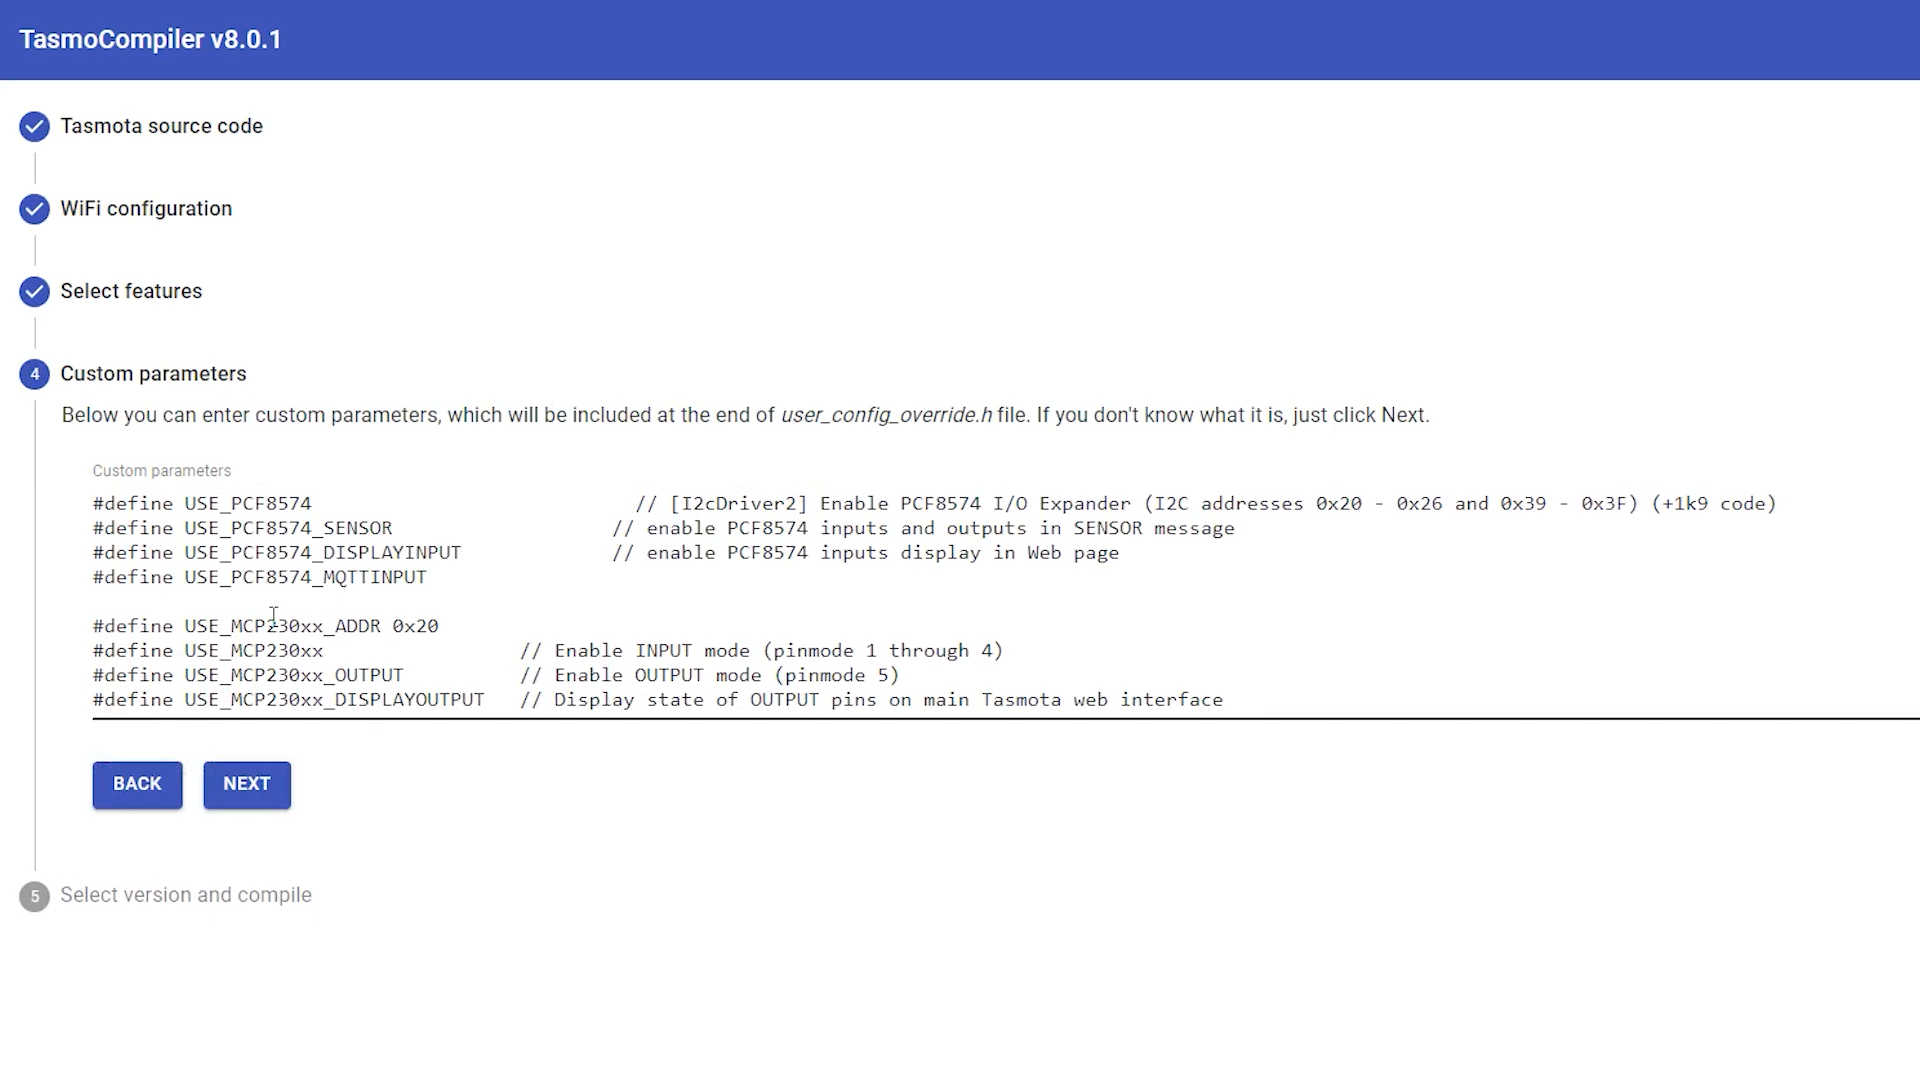 TasmoCompiler v8.0.1
Tasmota source code
WiFi configuration
Select features
4 Custom parameters
Below you can enter custom parameters, which will be included at the end of user_config_override.h file. If you don't know what it is, just click Next.
Custom parameters
#define USE_PCF8574 // [I2cDriver2] Enable PCF8574 I/O Expander (I2C addresses 0x20 - 0x26 and 0x39 - 0x3F) (+1k9 code)
#define USE_PCF8574_SENSOR // enable PCF8574 inputs and outputs in SENSOR message
#define USE_PCF8574_DISPLAYINPUT // enable PCF8574 inputs display in Web page
#define USE_PCF8574_MQTTINPUT
#define USE_MCP230xx_ADDR 0x20
#define USE_MCP230xx // Enable INPUT mode (pinmode 1 through 4)
#define USE_MCP230xx_OUTPUT // Enable OUTPUT mode (pinmode 5)
#define USE_MCP230xx_DISPLAYOUTPUT // Display state of OUTPUT pins on main Tasmota web interface
BACK NEXT
5 Select version and compile